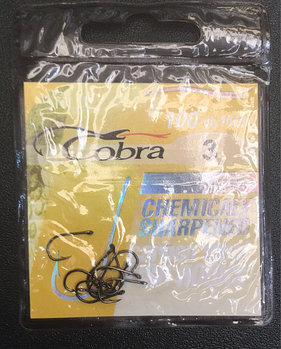 Cobra
3
CHEMICALLY
SHARPENED